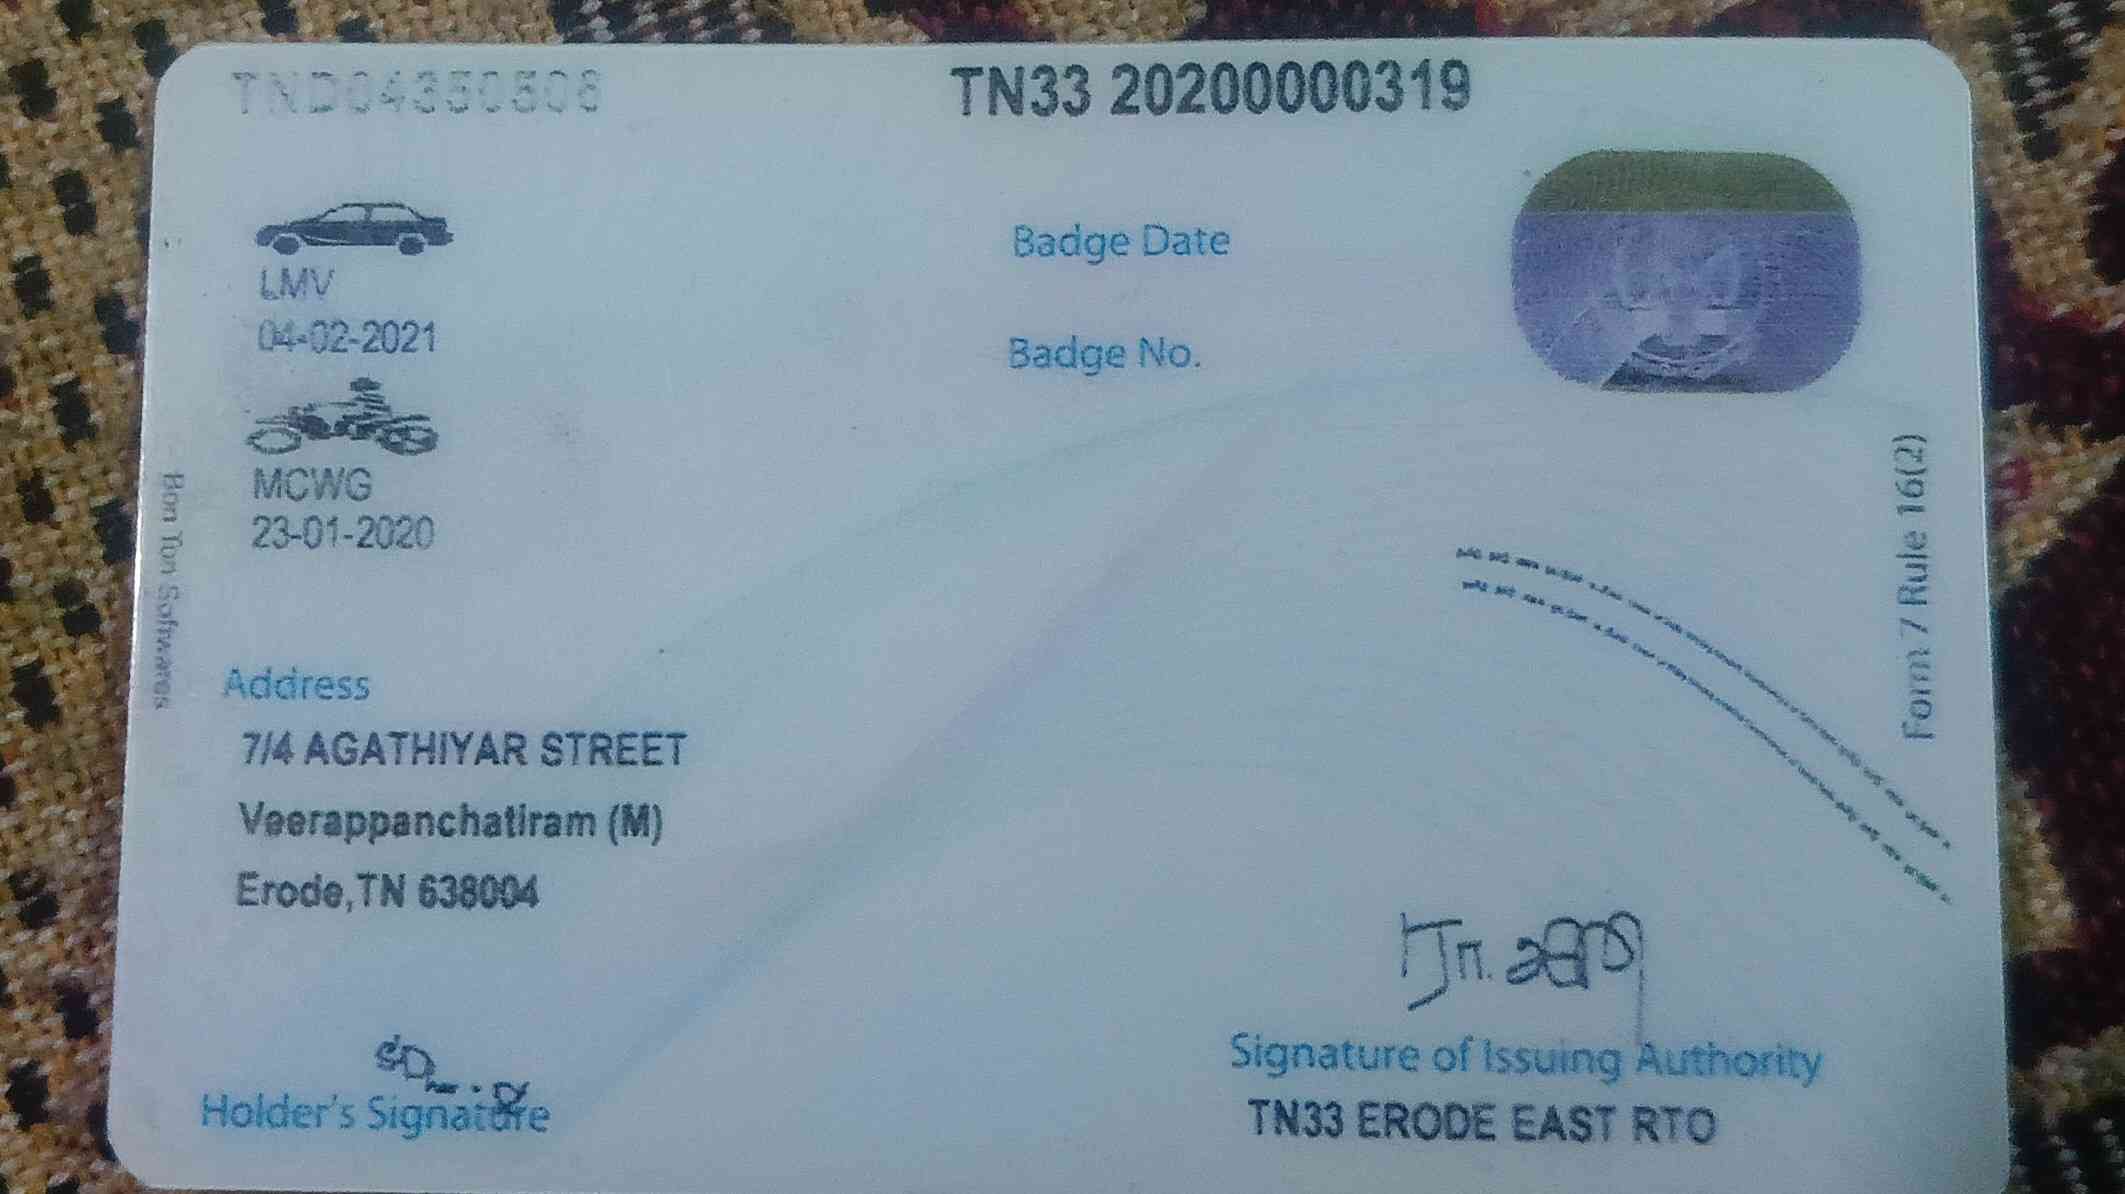 TND04350508
TN33 20200000319
LMV
04-02-2021
Badge Date
Badge No.
MCWG
23-01-2020
Bon Ton Softwares
Form 7 Rule 16(2)
Address
7/4 AGATHIYAR STREET
Veerappanchatiram (M)
Erode,TN 638004
Holder's Signature
Signature of Issuing Authority
TN33 ERODE EAST RTO